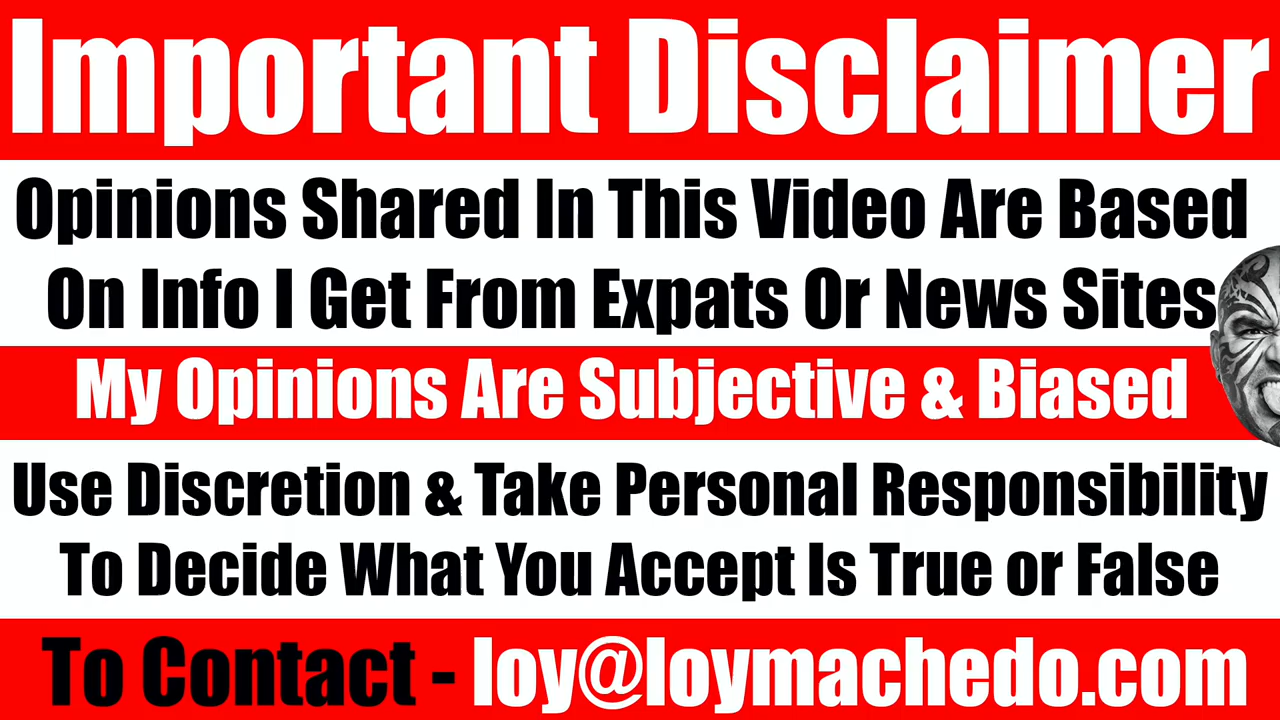 Important Disclaimer
Opinions Shared In This Video Are Based
On Info I Get From Expats Or News Sites
My Opinions Are Subjective & Biased
Use Discretion & Take Personal Responsibility
To Decide What You Accept Is True or False
To Contact - loy@loymachedo.com